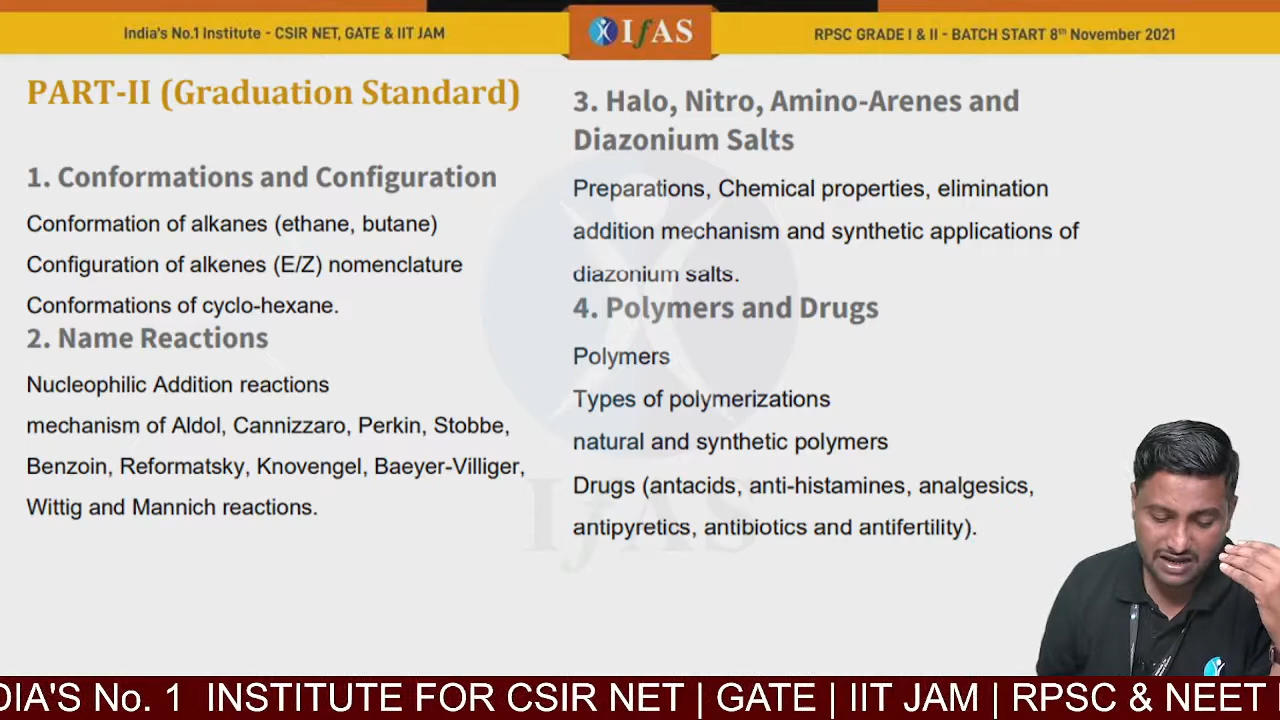 India's No.1 Institute - CSIR NET, GATE & IIT JAM
IfAS
RPSC GRADE I & II - BATCH START 8th November 2021
PART-II (Graduation Standard)
1. Conformations and Configuration
Conformation of alkanes (ethane, butane)
Configuration of alkenes (E/Z) nomenclature
Conformations of cyclo-hexane.
2. Name Reactions
Nucleophilic Addition reactions
mechanism of Aldol, Cannizzaro, Perkin, Stobbe,
Benzoin, Reformatsky, Knovengel, Baeyer-Villiger,
Wittig and Mannich reactions.
3. Halo, Nitro, Amino-Arenes and
Diazonium Salts
Preparations, Chemical properties, elimination
addition mechanism and synthetic applications of
diazonium salts.
4. Polymers and Drugs
Polymers
Types of polymerizations
natural and synthetic polymers
Drugs (antacids, anti-histamines, analgesics,
antipyretics, antibiotics and antifertility).
IfAS
DIA'S No. 1 INSTITUTE FOR CSIR NET | GATE | IIT JAM | RPSC & NEET